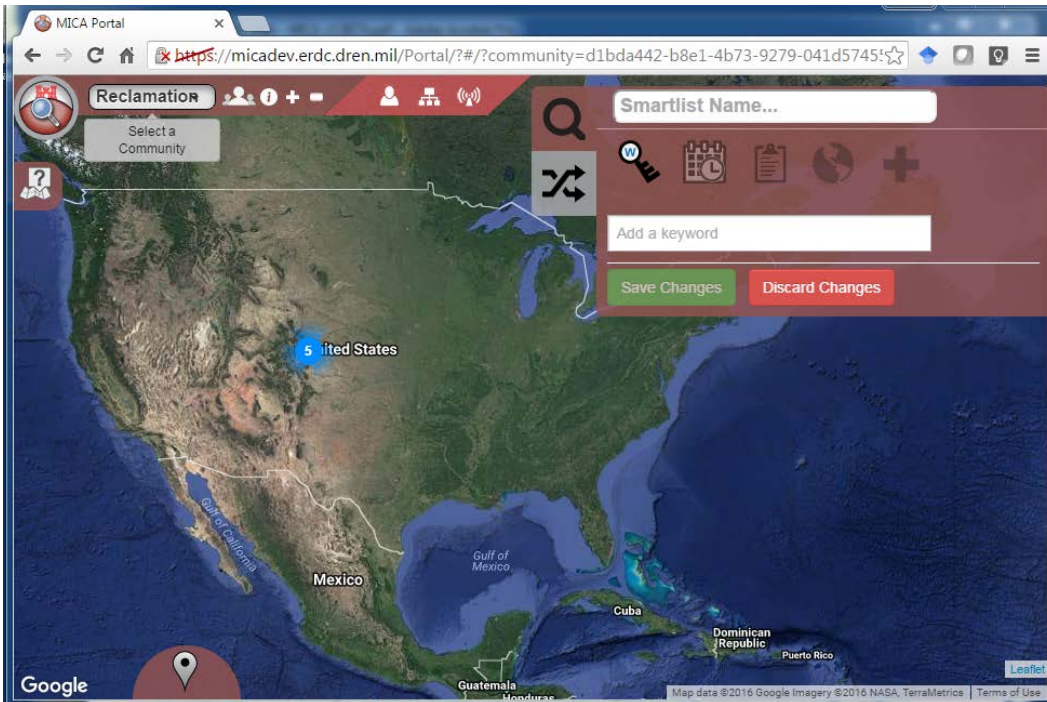 MICA Portal
https://micadev.erdc.dren.mil/Portal/?#/?community=d1bda442-b8e1-4b73-9279-041d5745
Reclamation
Select a
Community
Smartlist Name...
W
Add a keyword
Save Changes
Discard Changes
5
ited States
Gulf of California
Gulf of
Mexico
Mexico
Cuba
Dominican
Republic
Puerto Rico
Guatemala
Honduras
Leaflet
Google
Map data ©2016 Google Imagery ©2016 NASA, TerraMetrics
Terms of Use